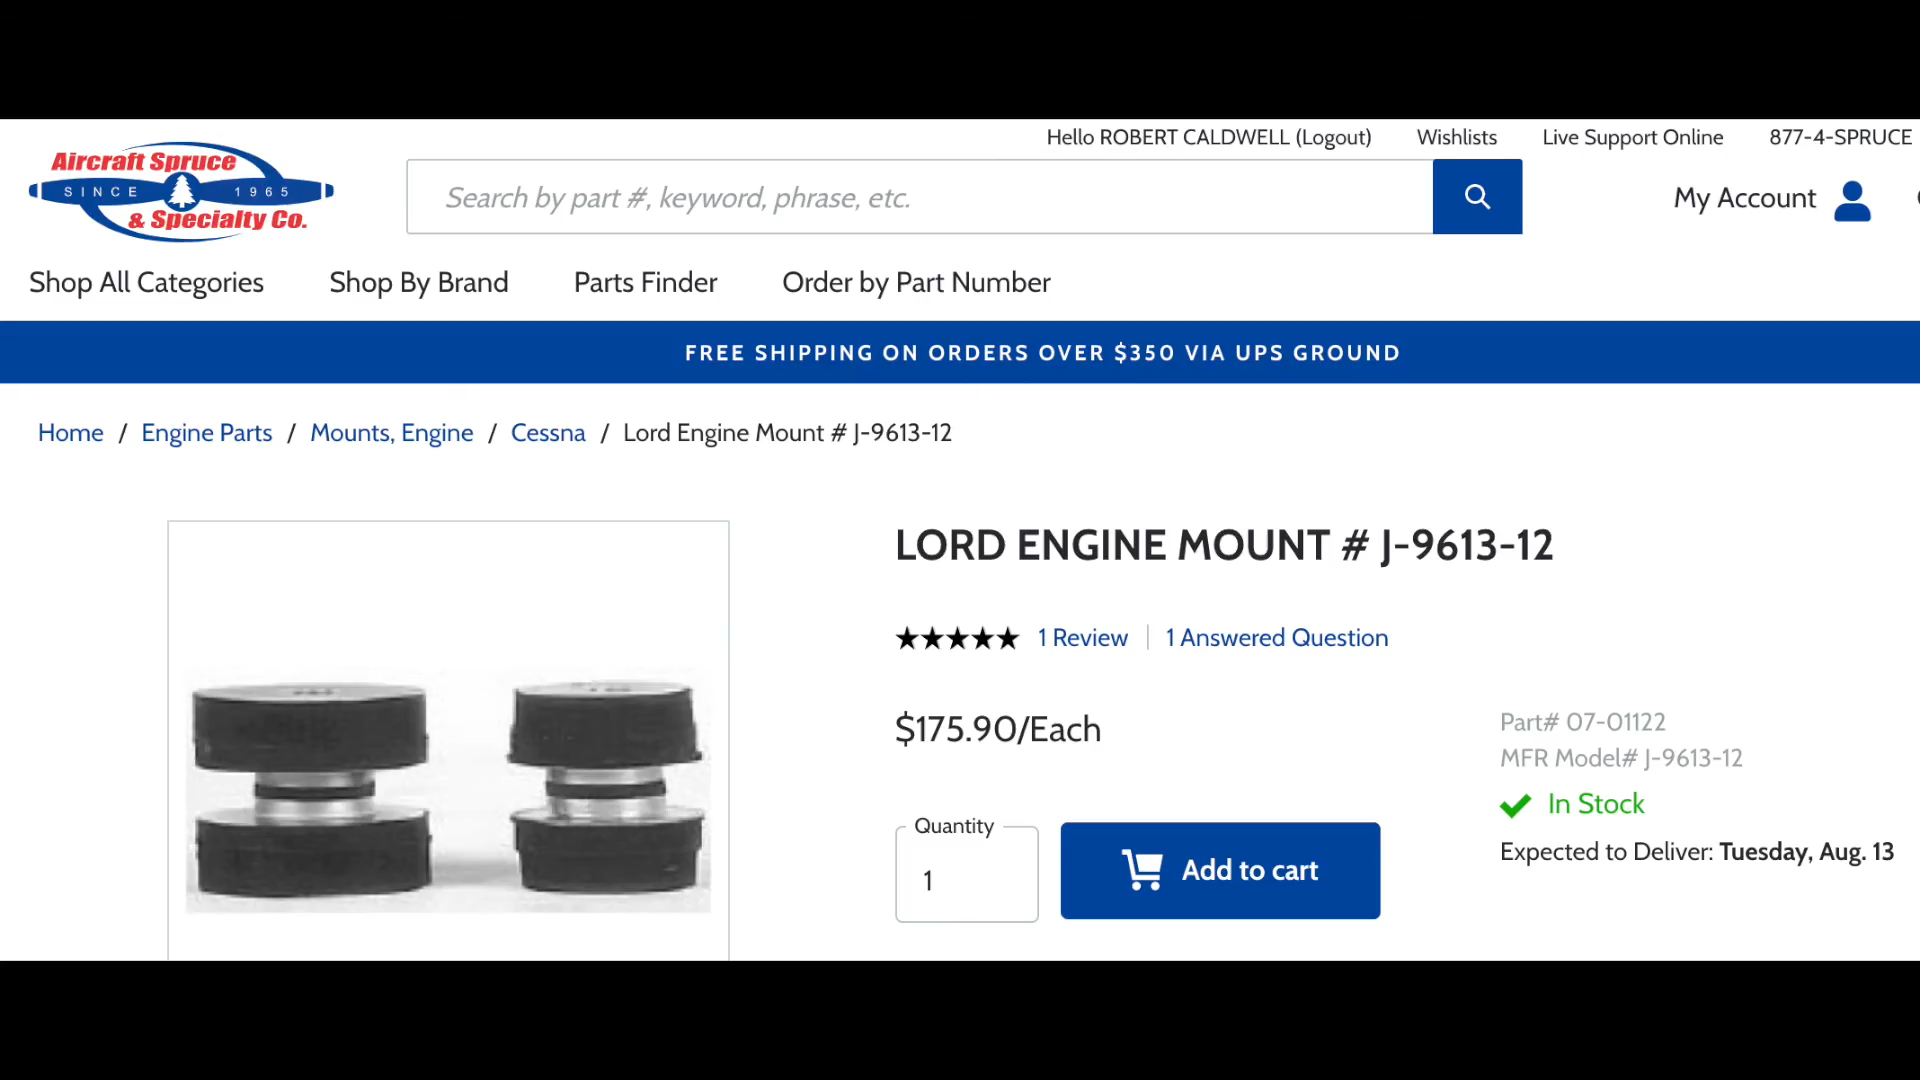 Hello ROBERT CALDWELL (Logout) Wishlists Live Support Online 877-4-SPRUCE
Aircraft Spruce
SINCE 1965
& Specialty Co.
Search by part #, keyword, phrase, etc.
My Account
Shop All Categories Shop By Brand Parts Finder Order by Part Number
FREE SHIPPING ON ORDERS OVER $350 VIA UPS GROUND
Home / Engine Parts / Mounts, Engine / Cessna / Lord Engine Mount # J-9613-12
LORD ENGINE MOUNT # J-9613-12
★★★★★ 1 Review | 1 Answered Question
$175.90/Each
Part# 07-01122
MFR Model# J-9613-12
In Stock
Expected to Deliver: Tuesday, Aug. 13
Quantity
1
Add to cart